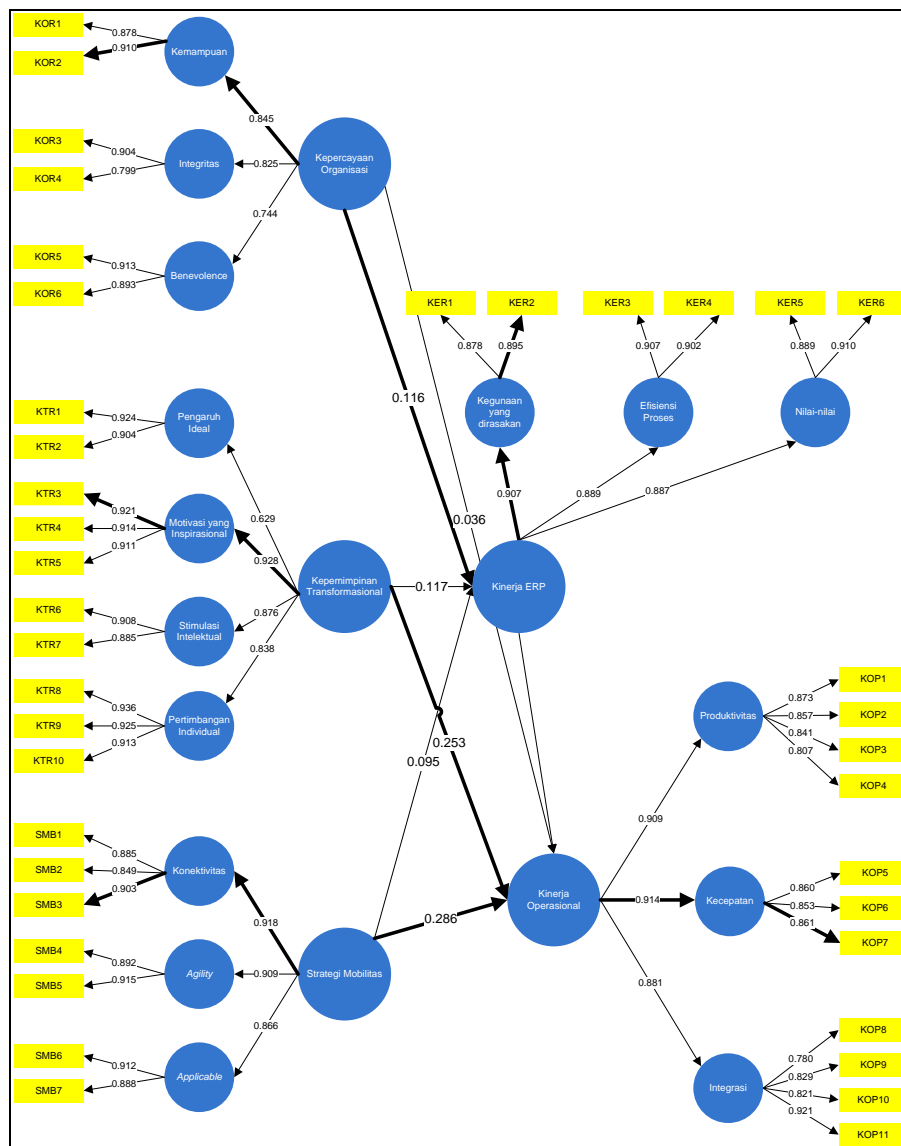 KOR1
KOR2
0.878
0.910
Kemampuan
0.845
KOR3
KOR4
0.904
0.799
Integritas
0.825
Kepercayaan
Organisasi
KOR5
KOR6
0.913
0.893
Benevolence
0.744
KER1
KER2
KER3
KER4
KER5
KER6
0.878
0.895
0.907
0.902
0.889
0.910
Kegunaan
yang
dirasakan
Efisiensi
Proses
Nilai-nilai
0.116
0.036
0.907
0.889
0.887
KTR1
KTR2
0.924
0.904
Pengaruh
Ideal
0.629
KTR3
KTR4
KTR5
0.921
0.914
0.911
Motivasi yang
Inspirasional
0.928
Kepemimpinan
Transformasional
0.117
Kinerja ERP
KTR6
KTR7
0.908
0.885
Stimulasi
Intelektual
0.876
KTR8
KTR9
KTR10
0.936
0.925
0.913
Pertimbangan
Individual
0.838
0.253
0.095
Produktivitas
0.873
0.857
0.841
0.807
KOP1
KOP2
KOP3
KOP4
0.909
SMB1
SMB2
SMB3
0.885
0.849
0.903
Konektivitas
0.918
0.286
Kinerja
Operasional
0.914
Kecepatan
0.860
0.853
0.861
KOP5
KOP6
KOP7
SMB4
SMB5
0.892
0.915
Agility
0.909
Strategi Mobilitas
0.881
SMB6
SMB7
0.912
0.888
Applicable
0.866
Integrasi
0.780
0.829
0.821
0.921
KOP8
KOP9
KOP10
KOP11